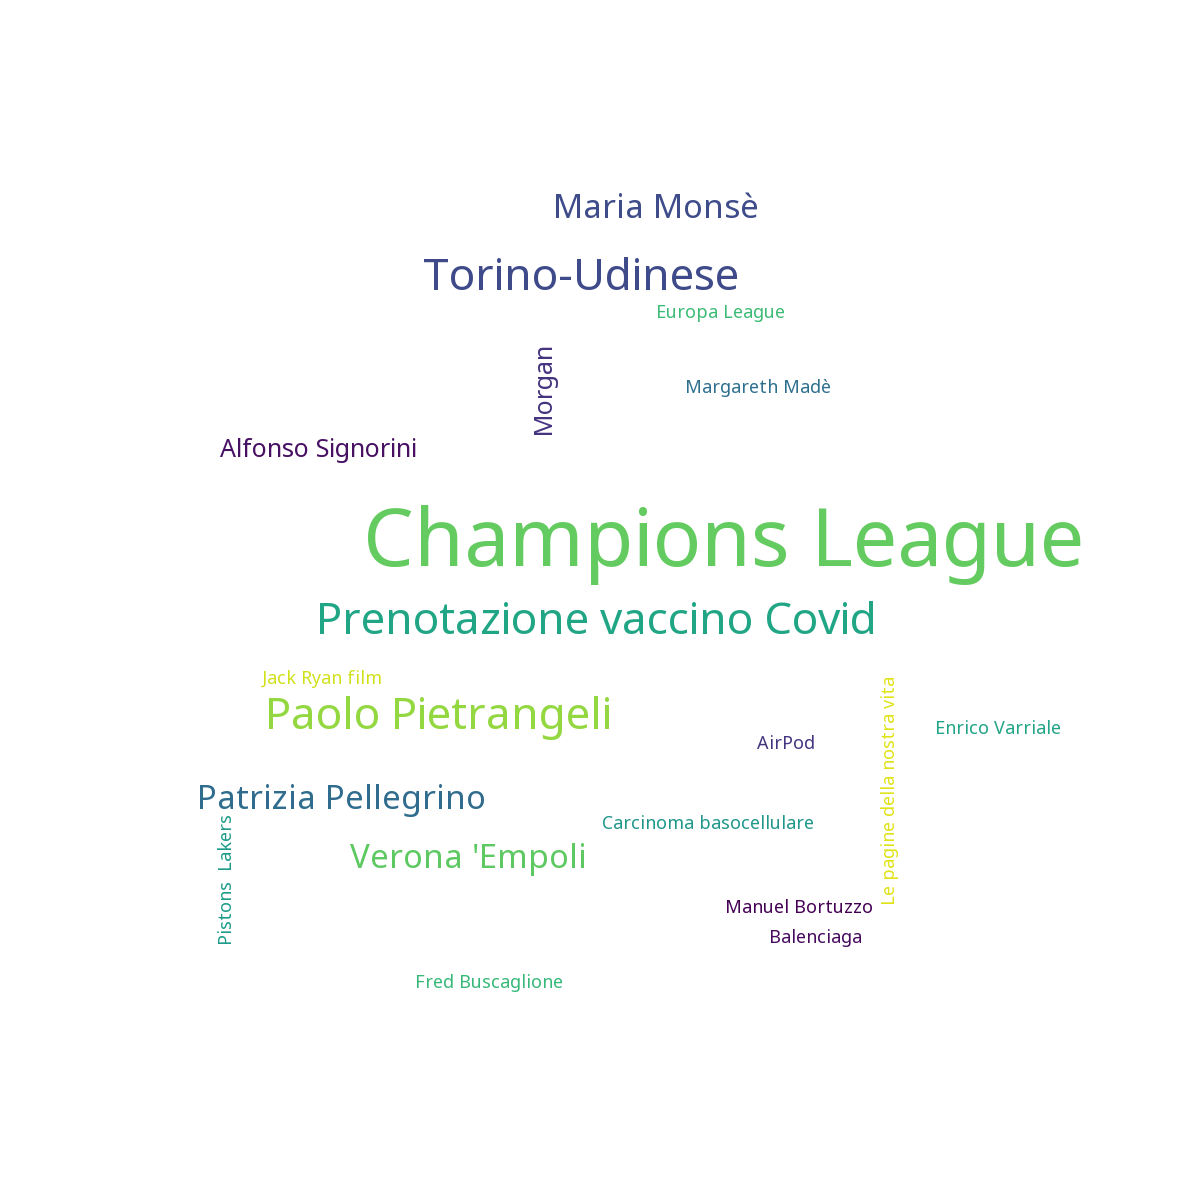 Maria Monsè
Torino-Udinese
Europa League
Morgan
Margareth Madè
Alfonso Signorini
Champions League
Prenotazione vaccino Covid
Jack Ryan film
Paolo Pietrangeli
Le pagine della nostra vita
Enrico Varriale
AirPod
Patrizia Pellegrino
Carcinoma basocellulare
Pistons  Lakers
Verona 'Empoli
Manuel Bortuzzo
Balenciaga
Fred Buscaglione